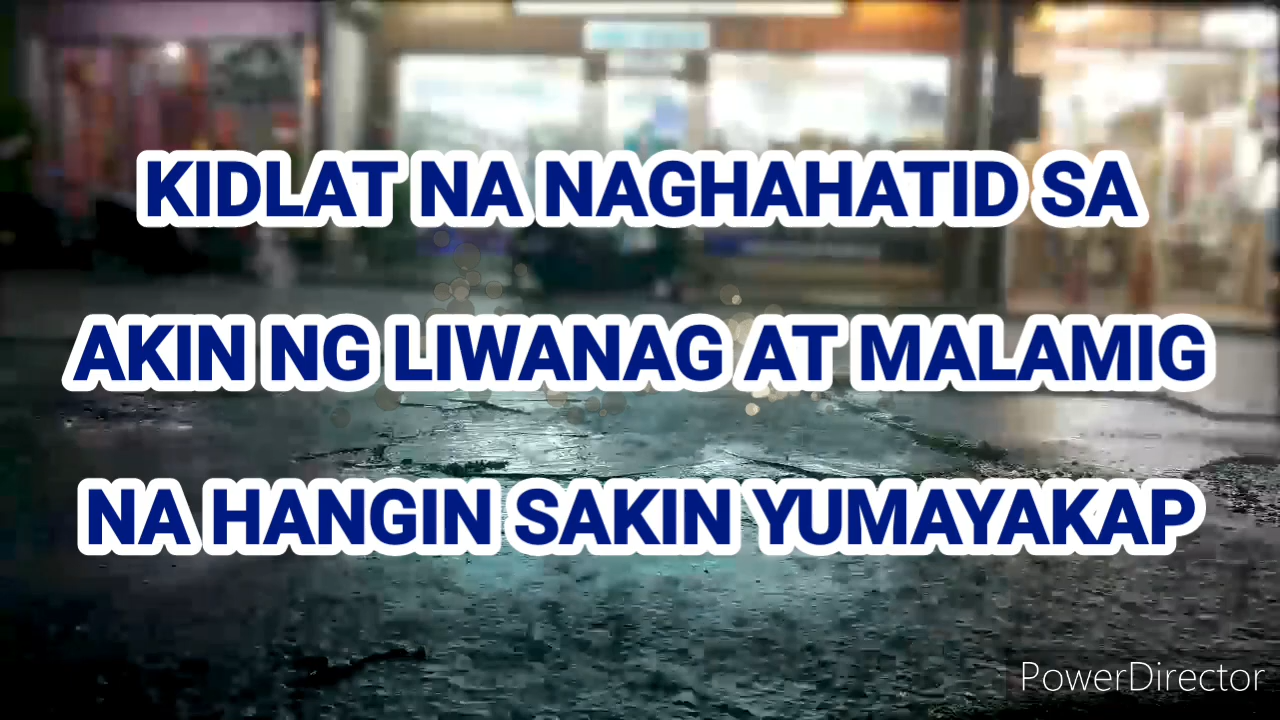 KIDLAT NA NAGHAHATID SA
AKIN NG LIWANAG AT MALAMIG
NA HANGIN SAKIN YUMAYAKAP
PowerDirector